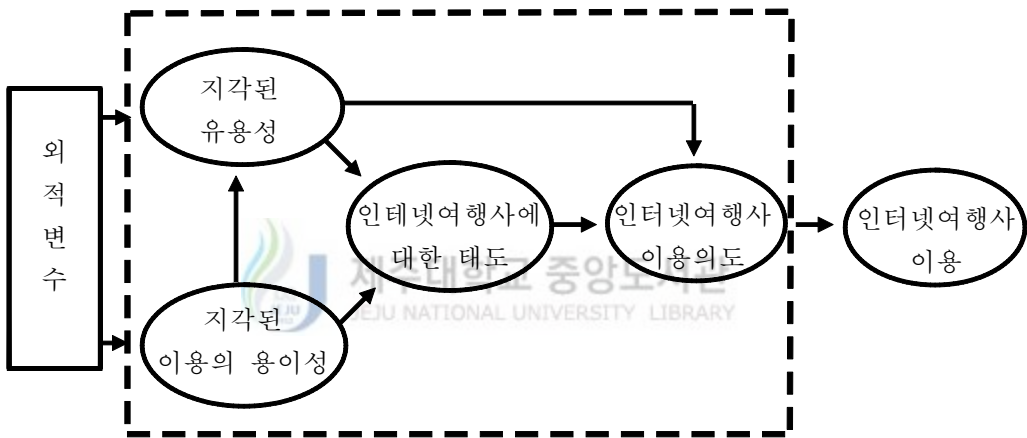 외
적
변
수
지각된
유용성
인테넷여행사에
대한 태도
인터넷여행사
이용의도
인터넷여행사
이용
지각된
이용의 용이성
제주대학교 중앙도서관
JEJU NATIONAL UNIVERSITY LIBRARY
JEJU